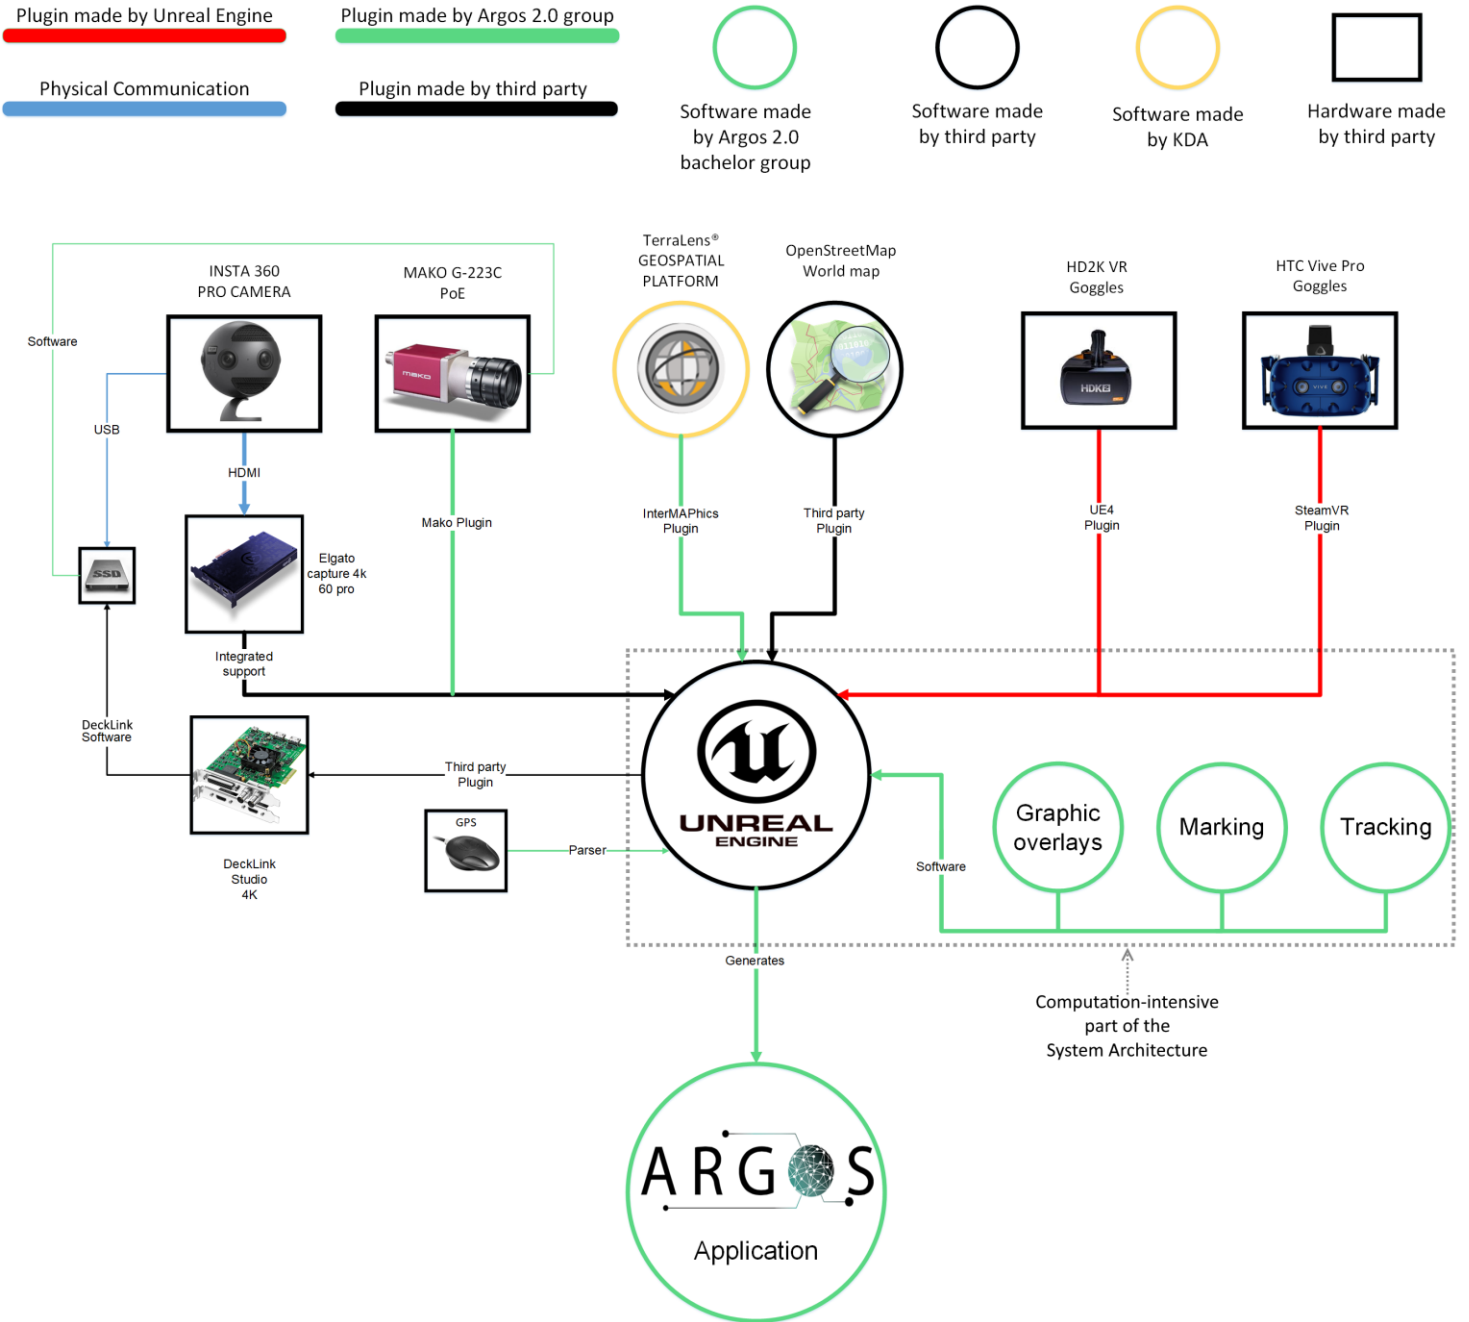 Plugin made by Unreal Engine
Plugin made by Argos 2.0 group
Physical Communication
Plugin made by third party
Software made
by Argos 2.0
bachelor group
Software made
by third party
Software made
by KDA
Hardware made
by third party
INSTA 360
PRO CAMERA
MAKO G-223C
PoE
TerraLens®
GEOSPATIAL
PLATFORM
OpenStreetMap
World map
HD2K VR
Goggles
HTC Vive Pro
Goggles
Software
MAKO
011010
HDK2
VIVE
USB
HDMI
Mako Plugin
InterMAPhics
Plugin
Third party
Plugin
UE4
Plugin
SteamVR
Plugin
SSD
Elgato
capture 4k
60 pro
Integrated
support
DeckLink
Software
Third party
Plugin
DeckLink
Studio
4K
GPS
Parser
UNREAL
ENGINE
Software
Graphic
overlays
Marking
Tracking
Generates
Computation-intensive
part of the
System Architecture
ARGOS
Application